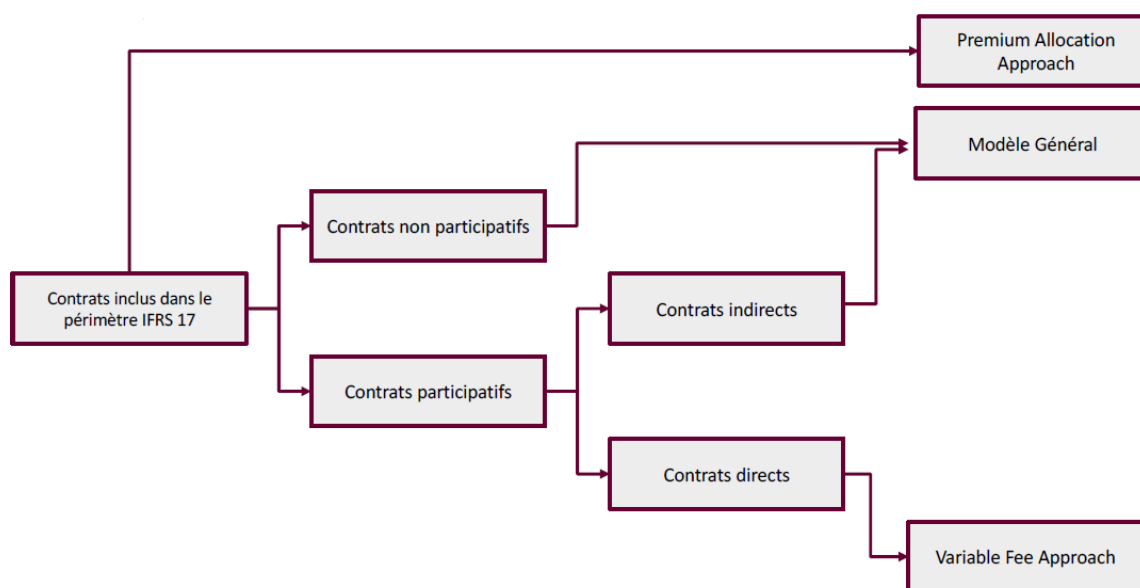 Premium Allocation
Approach
Modèle Général
Contrats non participatifs
Contrats inclus dans le
périmètre IFRS 17
Contrats indirects
Contrats participatifs
Contrats directs
Variable Fee Approach